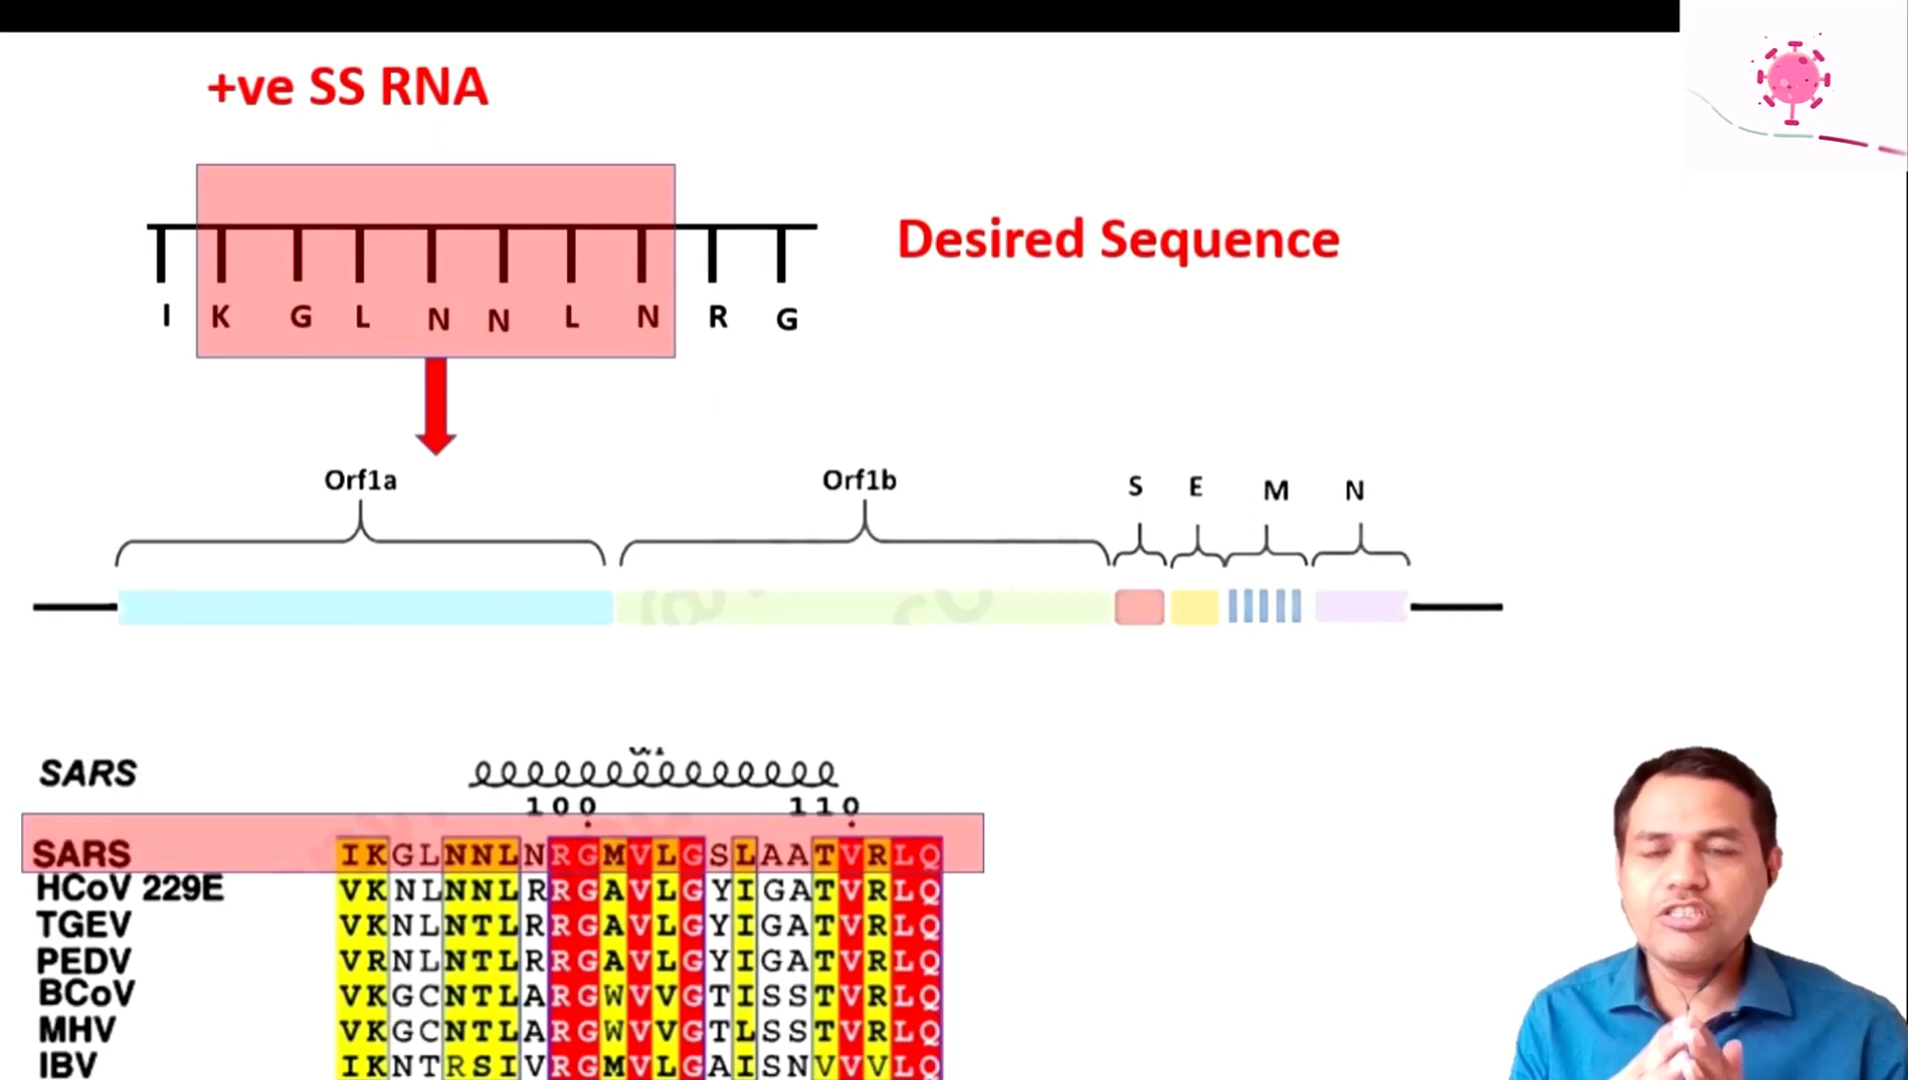 +ve SS RNA
Desired Sequence
I K G L N N L N R G
Orf1a Orf1b S E M N
SARS
100 110
SARS IKGLNNLNRGMVLGSLAATVRLQ
HCoV 229E VKNLNNLRRGAVLGYIGATVRLQ
TGEV VKNLNTLRRGAVLGYIGATVRLQ
PEDV VRNLNTLRRGAVLGYIGATVRLQ
BCoV VKGCNTLARGWVVGTISSTVRLQ
MHV VKGCNTLARGWVVGTLSSTVRLQ
IBV IKNTRSIVRGMVLGAISNVVVLQ